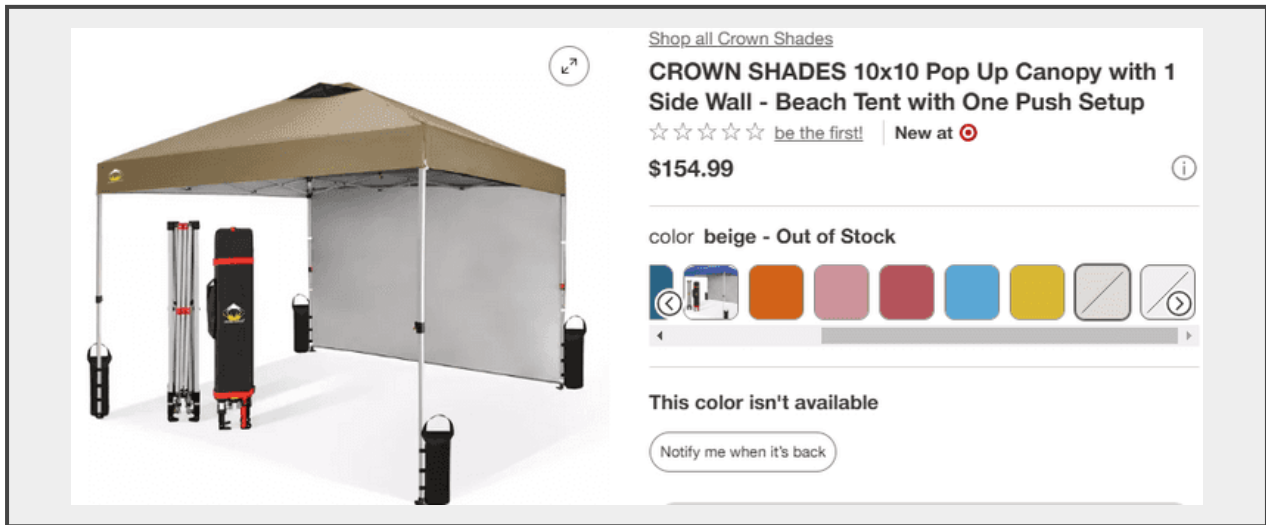 Shop all Crown Shades
CROWN SHADES 10x10 Pop Up Canopy with 1
Side Wall - Beach Tent with One Push Setup
be the first!
New at
$154.99
color beige - Out of Stock
This color isn't available
Notify me when it's back